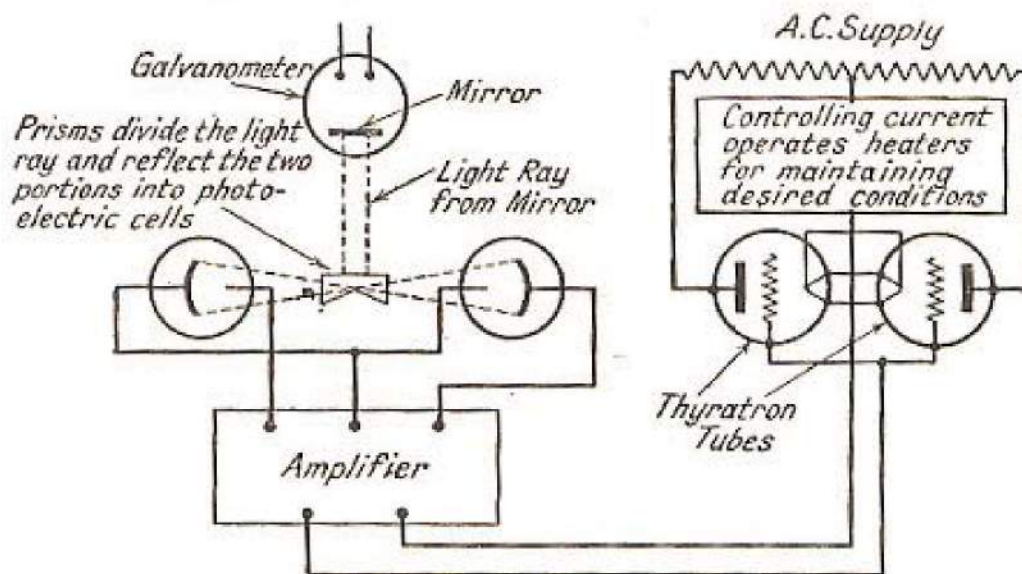 Galvanometer
Mirror
Prisms divide the light
ray and reflect the two
portions into photo-
electric cells
Light Ray
from Mirror
Amplifier
A.C. Supply
Controlling current
operates heaters
for maintaining
desired conditions
Thyratron
Tubes